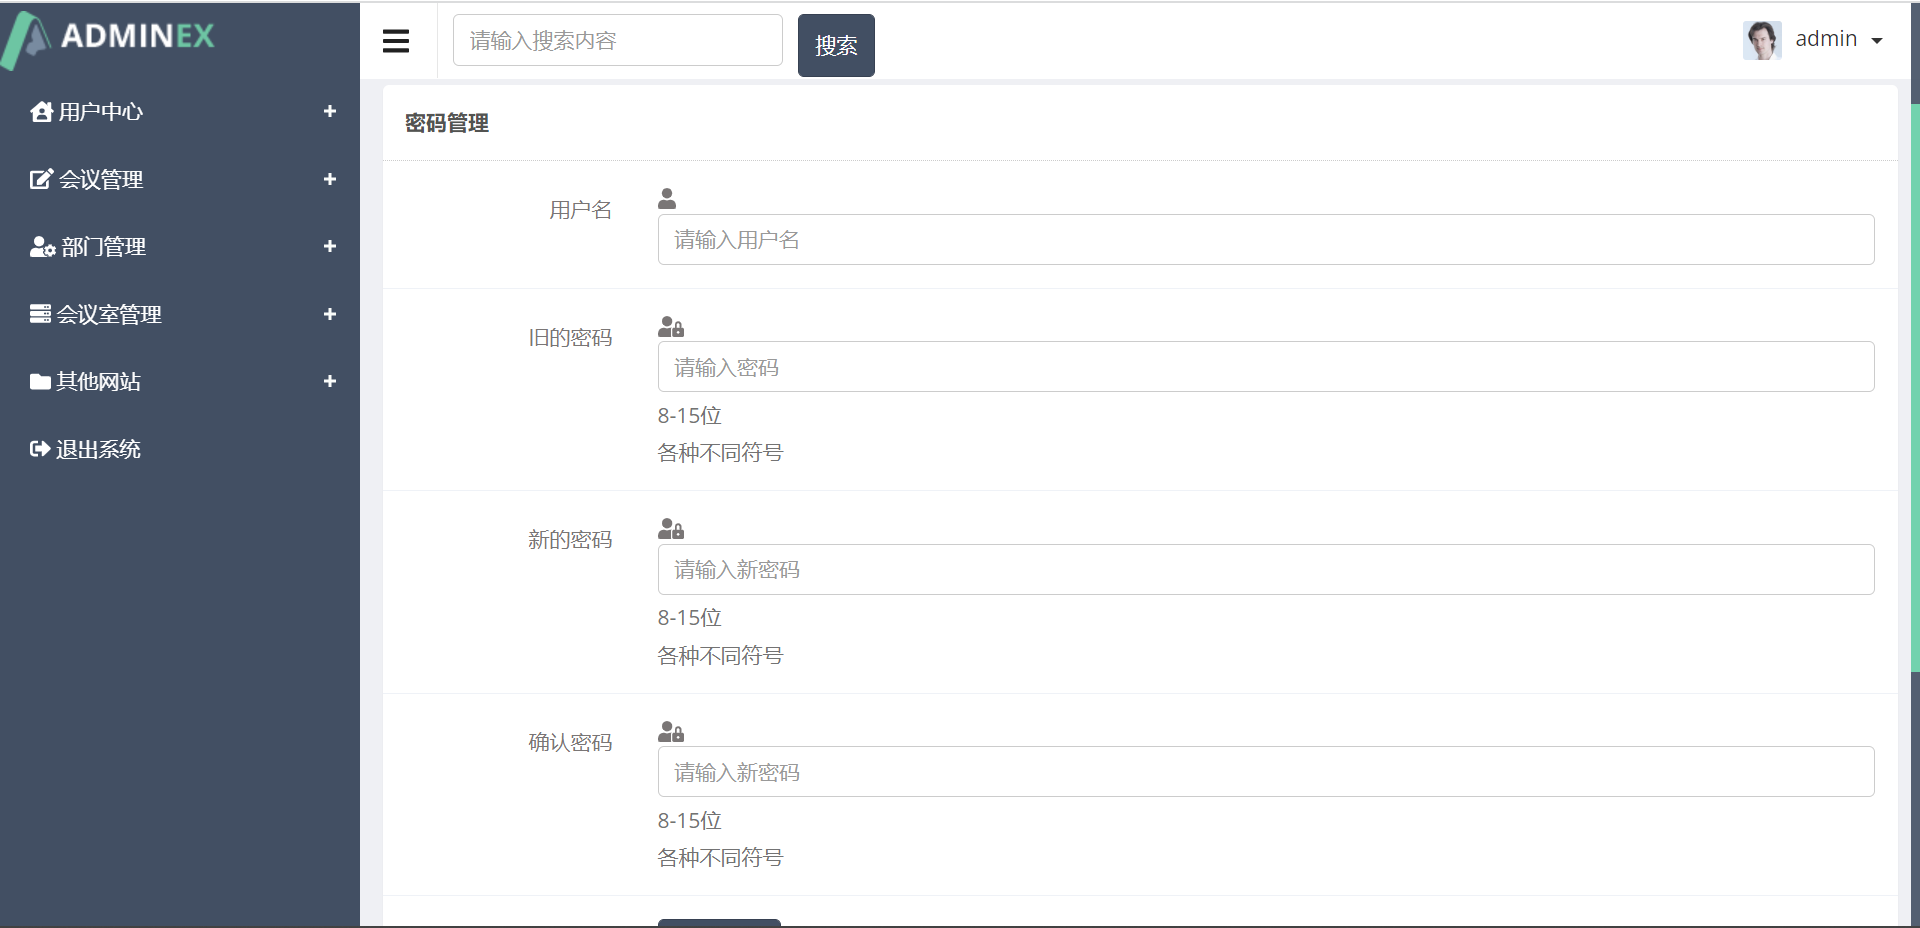 ADMINEX
请输入搜索内容
搜索
admin
用户中心
会议管理
部门管理
会议室管理
其他网站
退出系统
密码管理
用户名
请输入用户名
旧的密码
请输入密码
8-15位
各种不同符号
新的密码
请输入新密码
8-15位
各种不同符号
确认密码
请输入新密码
8-15位
各种不同符号